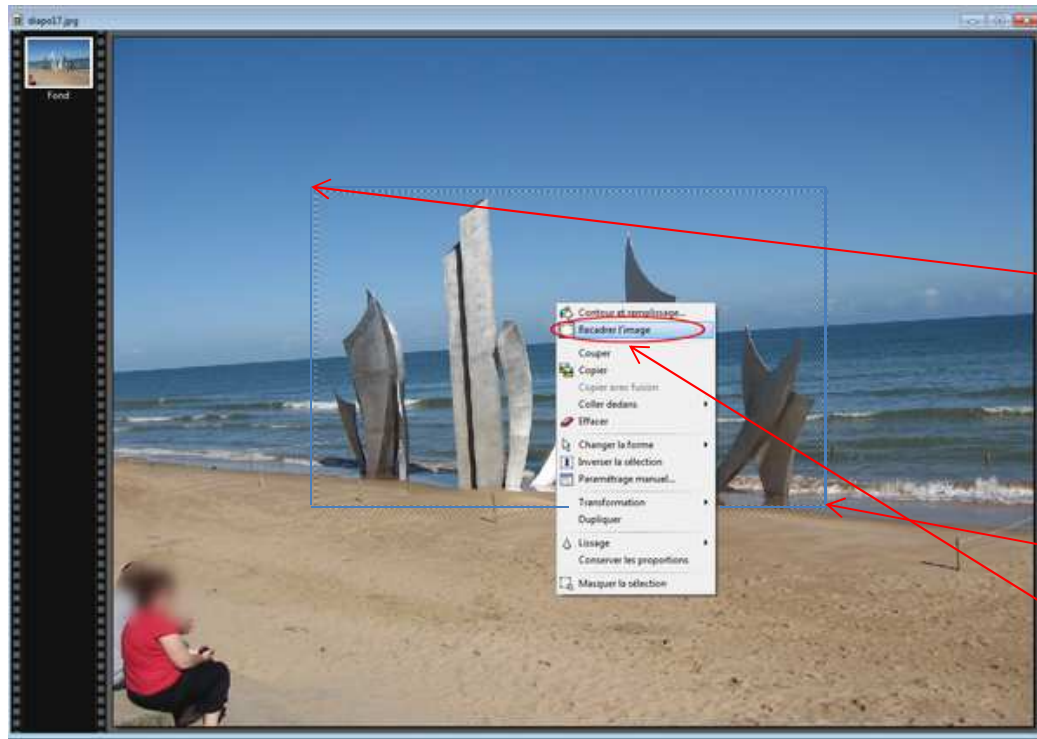 diapo17.jpg
Fond
Contour et remplissage...
Recadrer l'image
Couper
Copier
Copier avec fusion
Coller dedans
Effacer
Changer la forme
Inverser la sélection
Paramétrage manuel...
Transformation
Dupliquer
Lissage
Conserver les proportions
Masquer la sélection